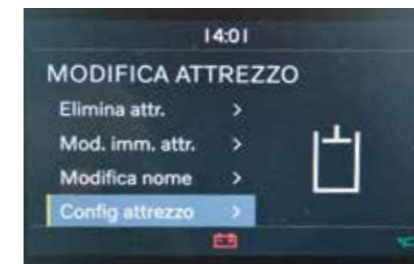 14:01
MODIFICA ATTREZZO
Elimina attr. >
Mod. imm. attr. >
Modifica nome >
Config attrezzo >